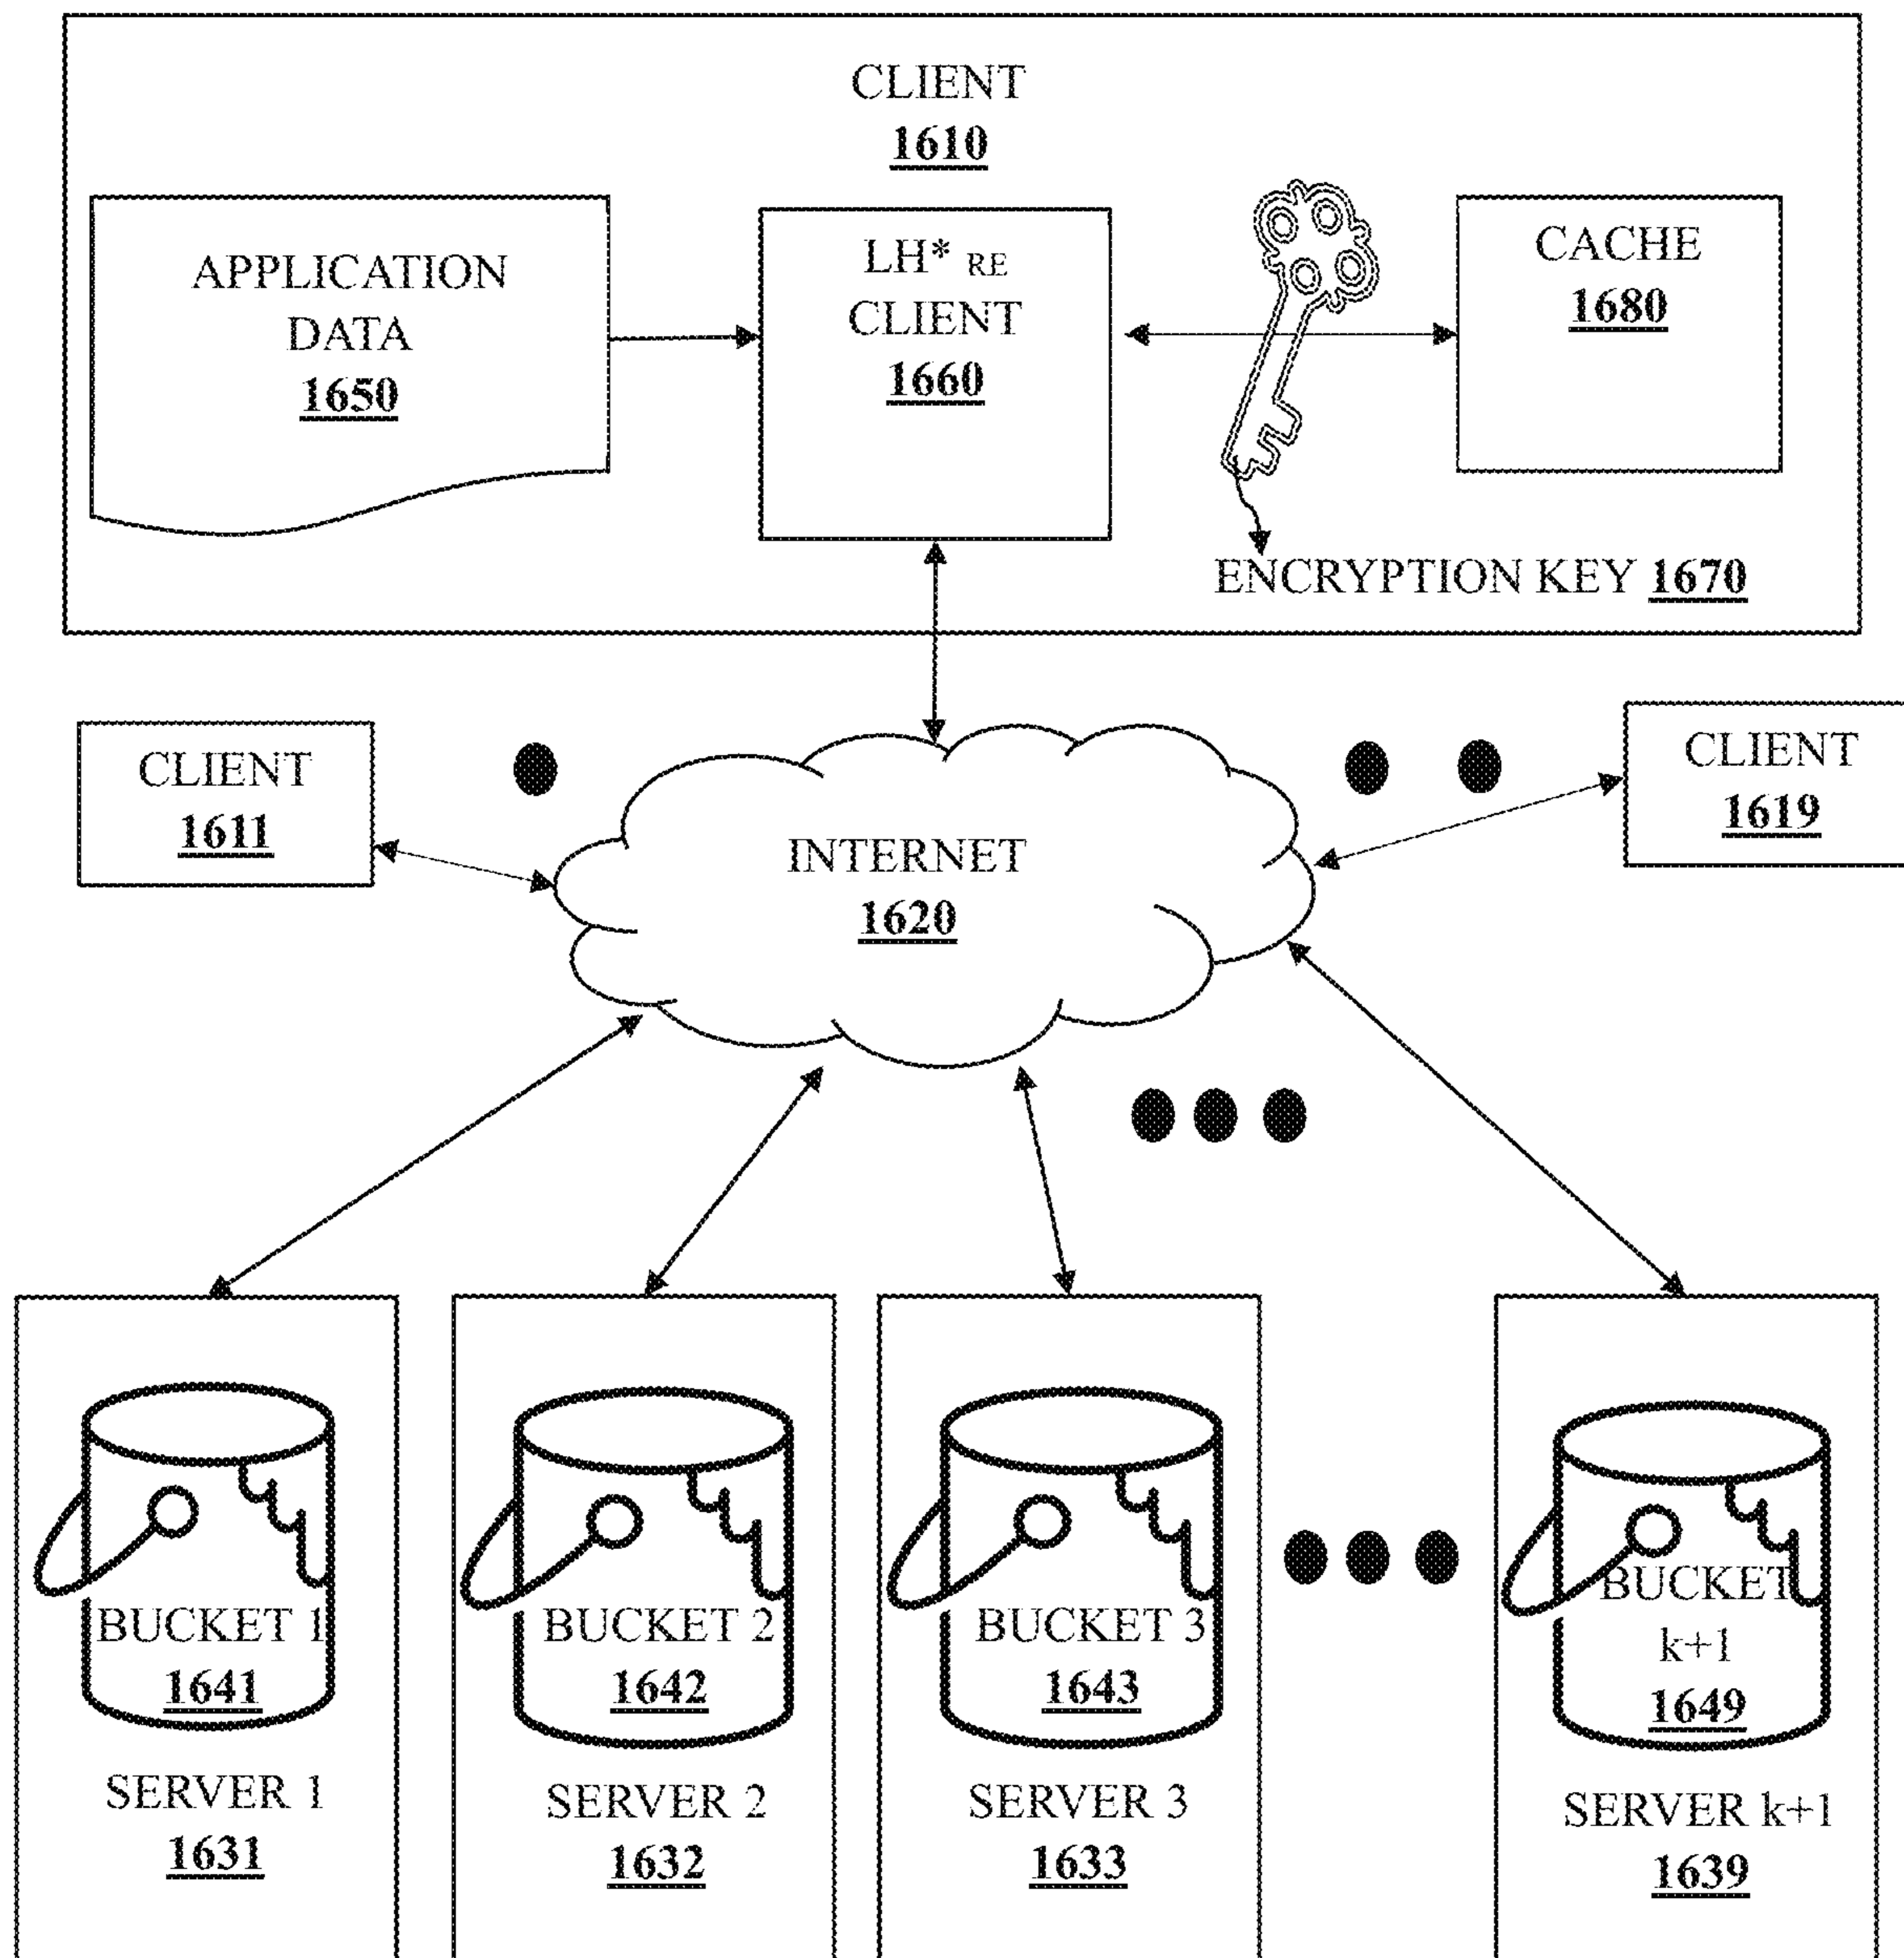 CLIENT
1610
APPLICATION
DATA
1650
LH* RE
CLIENT
1660
CACHE
1680
ENCRYPTION KEY 1670
CLIENT
1611
INTERNET
1620
CLIENT
1619
BUCKET 1
1641
SERVER 1
1631
BUCKET 2
1642
SERVER 2
1632
BUCKET 3
1643
SERVER 3
1633
BUCKET
k+1
1649
SERVER k+1
1639